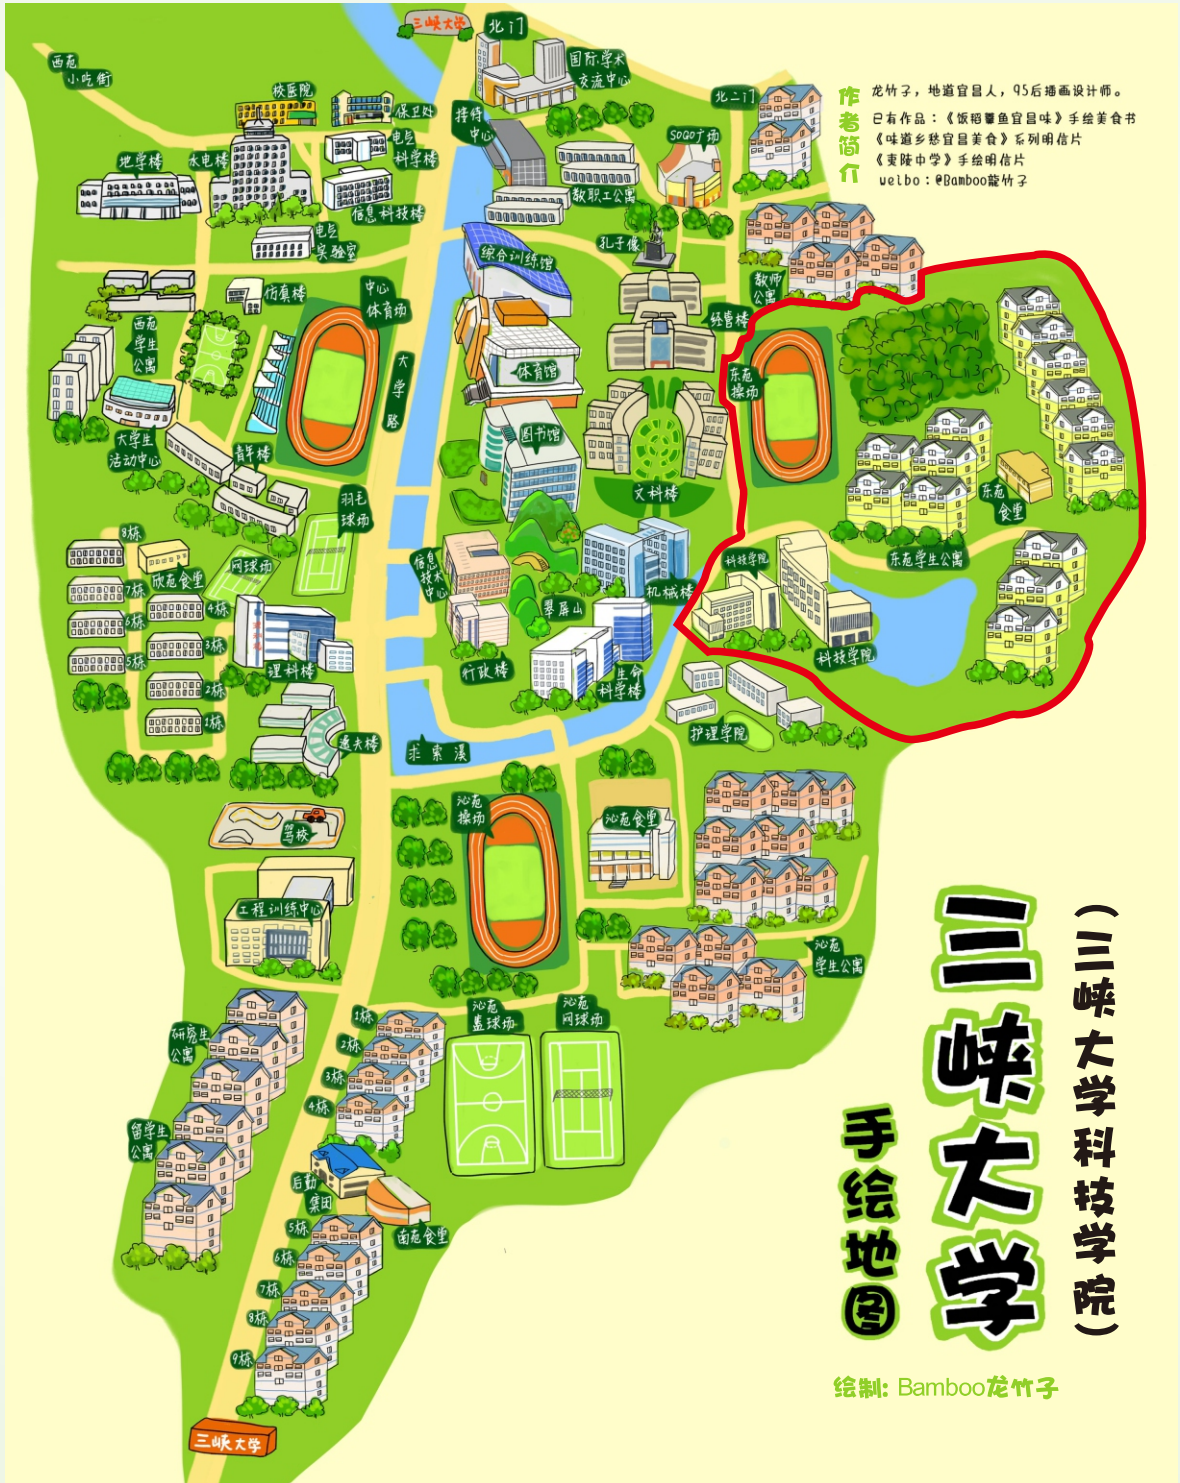 三峡大学
北门
国际学术
交流中心
西苑
小吃街
校医院
保卫处
接待
中心
北二门
作者简介
龙竹子，地道宜昌人，95后插画设计师。
已有作品：《饭稻羹鱼宜昌味》手绘美食书
《味道乡愁宜昌美食》系列明信片
《夷陵中学》手绘明信片
weibo：@Bamboo龍竹子
电气
科学楼
SOGO广场
地学楼
水电楼
教职工公寓
信息科技楼
电气
实验室
孔子像
综合训练馆
教师
公寓
仿真楼
中心
体育场
经管楼
西苑
学生
公寓
大学路
体育馆
东苑
操场
大学生
活动中心
青年楼
图书馆
文科楼
东苑
食堂
羽毛
球场
8栋
欣苑食堂
网球场
信息
技术
中心
科技学院
东苑学生公寓
7栋
4栋
翠屏山
机械楼
6栋
3栋
5栋
理科楼
行政楼
生命
科学楼
科技学院
2栋
1栋
逸夫楼
求索溪
护理学院
沁苑
操场
沁苑食堂
驾校
工程训练中心
沁苑
学生公寓
沁苑
篮球场
沁苑
网球场
研究生
公寓
1栋
2栋
3栋
4栋
留学生
公寓
后勤
集团
南苑食堂
5栋
6栋
7栋
8栋
9栋
三峡大学
三峡大学
（三峡大学科技学院）
手绘地图
绘制: Bamboo龙竹子